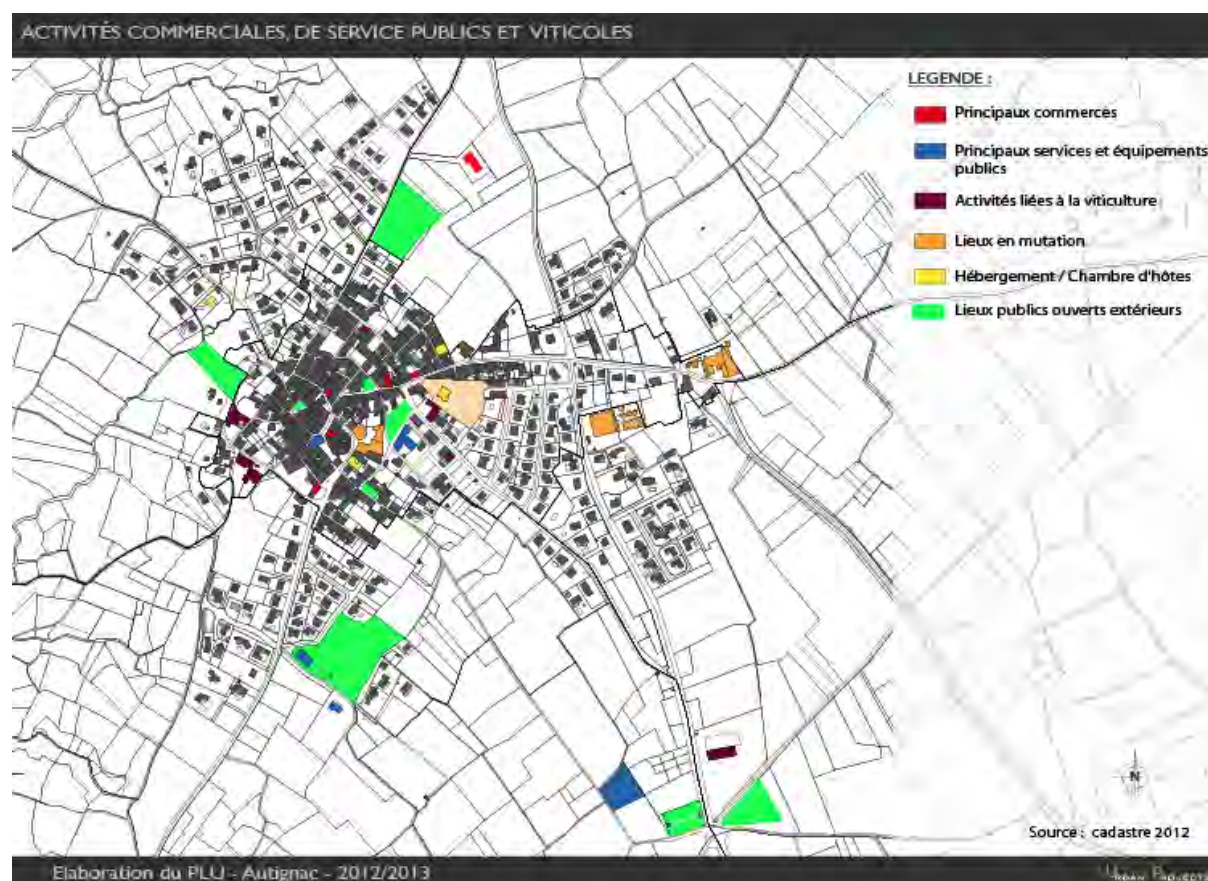 ACTIVITÉS COMMERCIALES, DE SERVICE PUBLICS ET VITICOLES
LEGENDE :
Principaux commerces
Principaux services et équipements
publics
Activités liées à la viticulture
Lieux en mutation
Hébergement / Chambre d'hôtes
Lieux publics ouverts extérieurs
N
Source : cadastre 2012
Elaboration du PLU - Autignac - 2012/2013